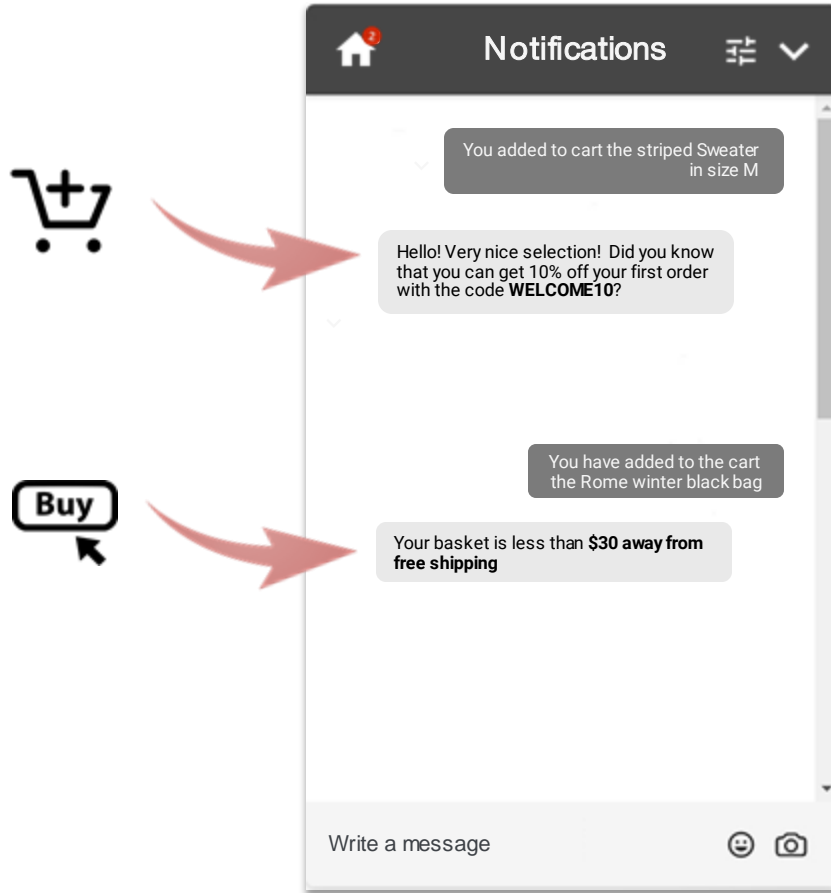 2
Notifications
You added to cart the striped Sweater
in size M
Hello! Very nice selection! Did you know
that you can get 10% off your first order
with the code WELCOME10?
You have added to the cart
the Rome winter black bag
Buy
Your basket is less than $30 away from
free shipping
Write a message